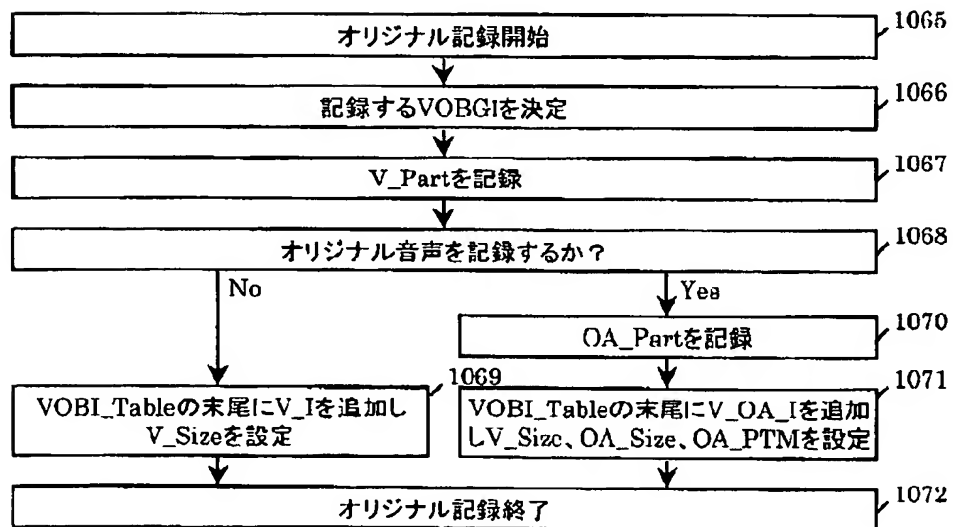 オリジナル記録開始
1065
記録するVOBGIを決定
1066
V_Partを記録
1067
オリジナル音声を記録するか？
1068
No
Yes
OA_Partを記録
1070
1069
VOBI_Tableの末尾にV_Iを追加し
V_Sizeを設定
1071
VOBI_Tableの末尾にV_OA_Iを追加
しV_Size、OA_Size、OA_PTMを設定
オリジナル記録終了
1072